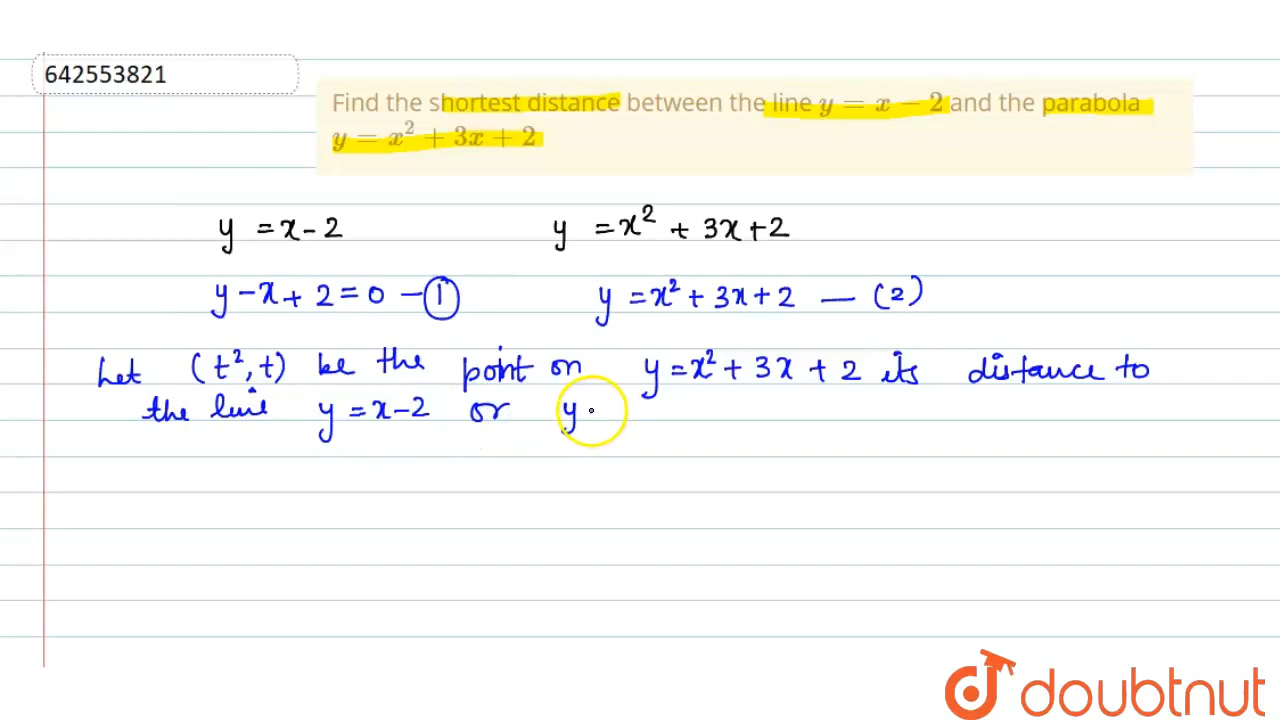 642553821
Find the shortest distance between the line y = x − 2 and the parabola
y = x² + 3x + 2
y = x - 2 y = x² + 3x + 2
y - x + 2 = 0 - ① y = x² + 3x + 2 — (2)
Let (t², t) be the point on y = x² + 3x + 2 its distance to
the line y = x - 2 or y
doubtnut